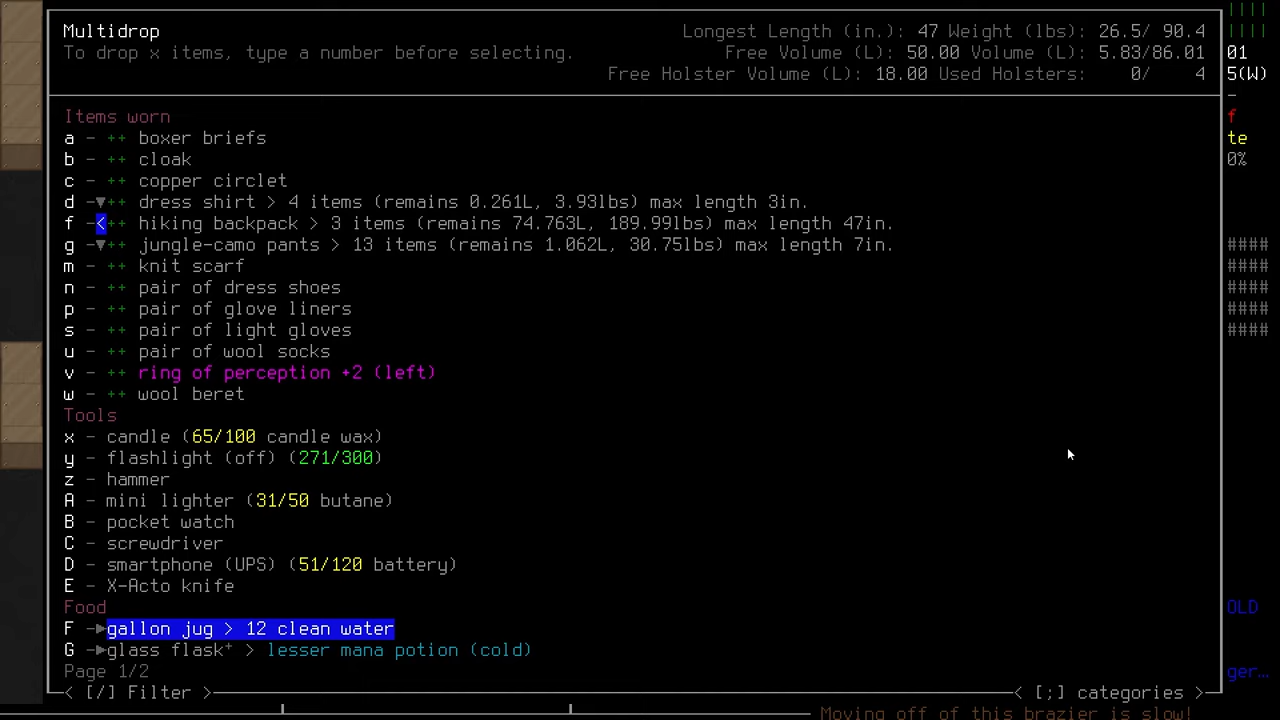 Multidrop
To drop x items, type a number before selecting.
Longest Length (in.): 47 Weight (lbs): 26.5/ 90.4
Free Volume (L): 50.00 Volume (L): 5.83/86.01
Free Holster Volume (L): 18.00 Used Holsters: 0/ 4
01
5(W)
-
f
te
0%
Items worn
a - ++ boxer briefs
b - ++ cloak
c - ++ copper circlet
d -▼++ dress shirt > 4 items (remains 0.261L, 3.93lbs) max length 3in.
f -<++ hiking backpack > 3 items (remains 74.763L, 189.99lbs) max length 47in.
g -▼++ jungle-camo pants > 13 items (remains 1.062L, 30.75lbs) max length 7in.
m - ++ knit scarf
n - ++ pair of dress shoes
p - ++ pair of glove liners
s - ++ pair of light gloves
u - ++ pair of wool socks
v - ++ ring of perception +2 (left)
w - ++ wool beret
Tools
x - candle (65/100 candle wax)
y - flashlight (off) (271/300)
z - hammer
A - mini lighter (31/50 butane)
B - pocket watch
C - screwdriver
D - smartphone (UPS) (51/120 battery)
E - X-Acto knife
Food
F -▶gallon jug > 12 clean water
G -▶glass flask⁺ > lesser mana potion (cold)
Page 1/2
< [/] Filter >
< [;] categories >
####
####
####
####
####
OLD
ger…
Moving off of this brazier is slow!